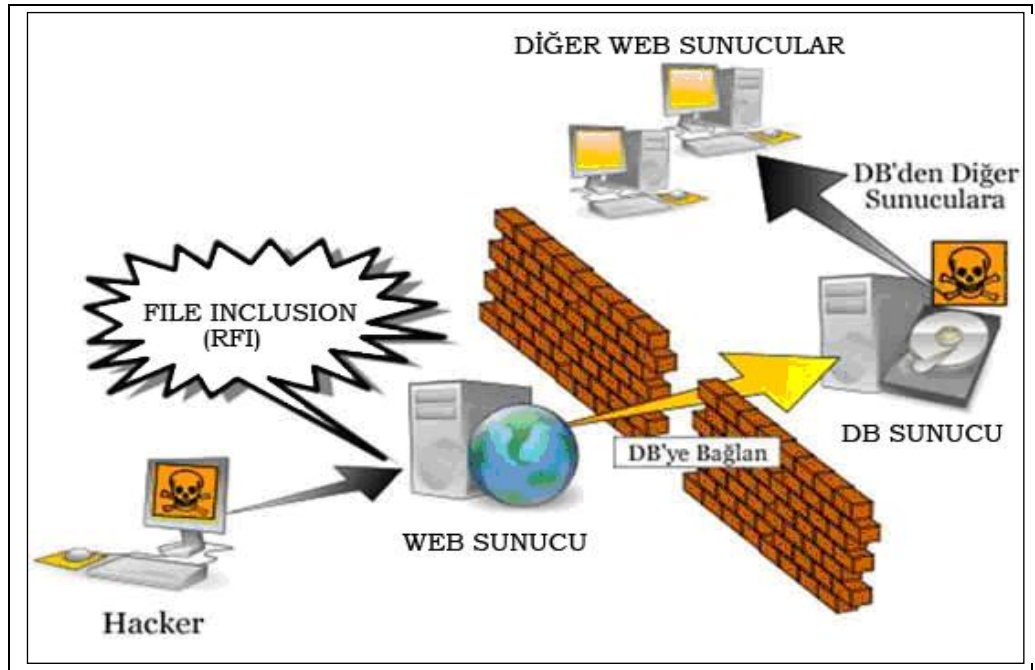 DİĞER WEB SUNUCULAR
DB'den Diğer
Sunuculara
FILE INCLUSION
(RFI)
DB SUNUCU
DB'ye Bağlan
WEB SUNUCU
Hacker